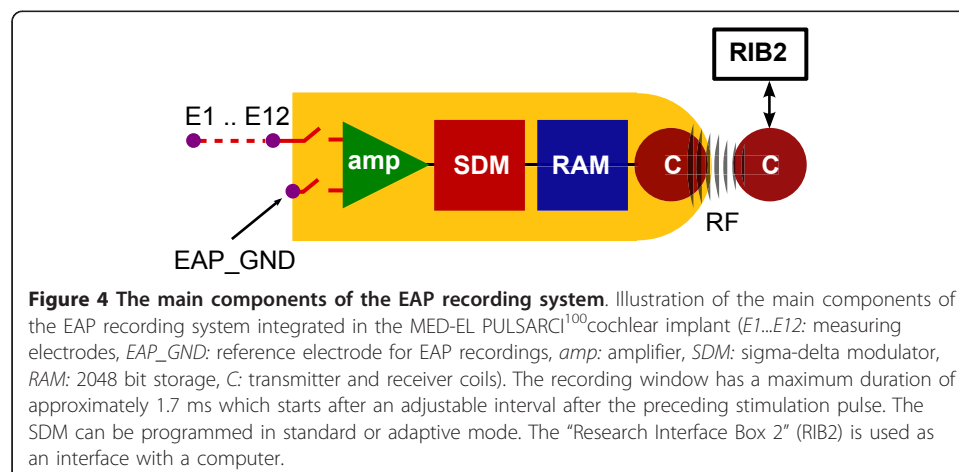 RIB2
E1 .. E12
amp
SDM
RAM
C
C
RF
EAP_GND
Figure 4 The main components of the EAP recording system. Illustration of the main components of
the EAP recording system integrated in the MED-EL PULSARCI100cochlear implant (E1...E12: measuring
electrodes, EAP_GND: reference electrode for EAP recordings, amp: amplifier, SDM: sigma-delta modulator,
RAM: 2048 bit storage, C: transmitter and receiver coils). The recording window has a maximum duration of
approximately 1.7 ms which starts after an adjustable interval after the preceding stimulation pulse. The
SDM can be programmed in standard or adaptive mode. The “Research Interface Box 2” (RIB2) is used as
an interface with a computer.